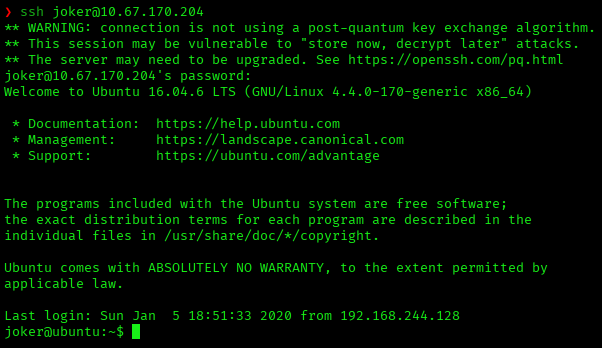 ❯ ssh joker@10.67.170.204
** WARNING: connection is not using a post-quantum key exchange algorithm.
** This session may be vulnerable to "store now, decrypt later" attacks.
** The server may need to be upgraded. See https://openssh.com/pq.html
joker@10.67.170.204's password:
Welcome to Ubuntu 16.04.6 LTS (GNU/Linux 4.4.0-170-generic x86_64)

 * Documentation:  https://help.ubuntu.com
 * Management:     https://landscape.canonical.com
 * Support:        https://ubuntu.com/advantage


The programs included with the Ubuntu system are free software;
the exact distribution terms for each program are described in the
individual files in /usr/share/doc/*/copyright.

Ubuntu comes with ABSOLUTELY NO WARRANTY, to the extent permitted by
applicable law.

Last login: Sun Jan  5 18:51:33 2020 from 192.168.244.128
joker@ubuntu:~$